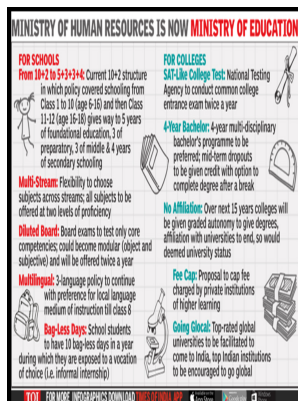 MINISTRY OF HUMAN RESOURCES IS NOW MINISTRY OF EDUCATION
FOR SCHOOLS
From 10+2 to 5+3+3+4: Current 10+2 structure
in which policy covered schooling from
Class 1 to 10 (age 6-16) and then Class
11-12 (age 16-18) gives way to 5 years
of foundational education, 3 of
preparatory, 3 of middle & 4 years
of secondary schooling
Multi-Stream: Flexibility to choose
subjects across streams; all subjects to be
offered at two levels of proficiency
Diluted Board: Board exams to test only core
competencies; could become modular (object and
subjective) and will be offered twice a year
Multilingual: 3-language policy to continue
with preference for local language
medium of instruction till class 8
Bag-Less Days: School students
to have 10 bag-less days in a year
during which they are exposed to a vocation
of choice (i.e. informal internship)
FOR COLLEGES
SAT-Like College Test: National Testing
Agency to conduct common college
entrance exam twice a year
4-Year Bachelor: 4-year multi-disciplinary
bachelor's programme to be
preferred; mid-term dropouts
to be given credit with option to
complete degree after a break
No Affiliation: Over next 15 years colleges will
be given graded autonomy to give degrees,
affiliation with universities to end, so would
deemed university status
Fee Cap: Proposal to cap fee
charged by private institutions
of higher learning
Going Glocal: Top-rated global
universities to be facilitated to
come to India, top Indian institutions
to be encouraged to go global
TOI FOR MORE INFOGRAPHICS DOWNLOAD TIMES OF INDIA APP